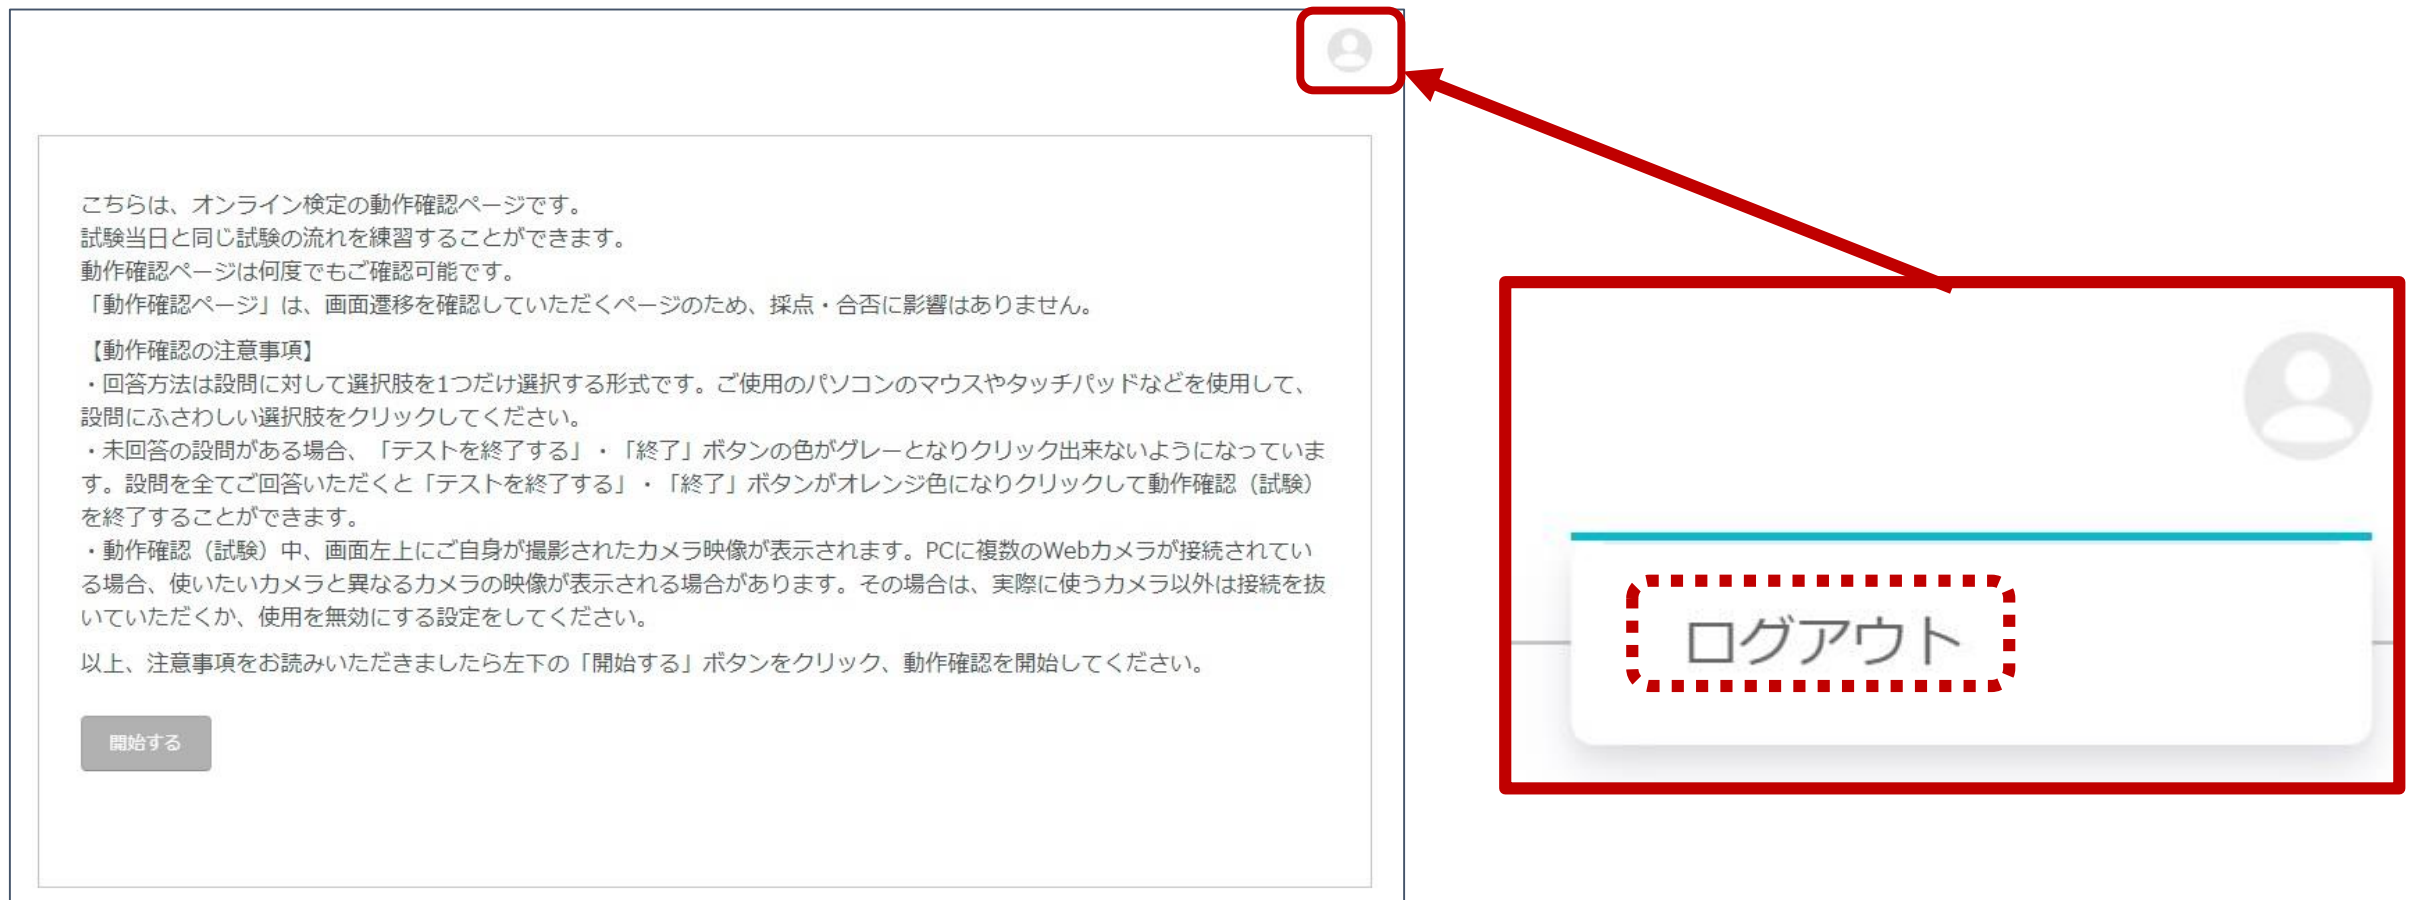 こちらは、オンライン検定の動作確認ページです。
試験当日と同じ試験の流れを練習することができます。
動作確認ページは何度でもご確認可能です。
「動作確認ページ」は、画面遷移を確認していただくページのため、採点・合否に影響はありません。
【動作確認の注意事項】
・回答方法は設問に対して選択肢を1つだけ選択する形式です。ご使用のパソコンのマウスやタッチパッドなどを使用して、
設問にふさわしい選択肢をクリックしてください。
・未回答の設問がある場合、「テストを終了する」・「終了」ボタンの色がグレーとなりクリック出来ないようになっていま
す。設問を全てご回答いただくと「テストを終了する」・「終了」ボタンがオレンジ色になりクリックして動作確認（試験）
を終了することができます。
・動作確認（試験）中、画面左上にご自身が撮影されたカメラ映像が表示されます。PCに複数のWebカメラが接続されてい
る場合、使いたいカメラと異なるカメラの映像が表示される場合があります。その場合は、実際に使うカメラ以外は接続を抜
いていただくか、使用を無効にする設定をしてください。
以上、注意事項をお読みいただきましたら左下の「開始する」ボタンをクリック、動作確認を開始してください。
開始する
ログアウト